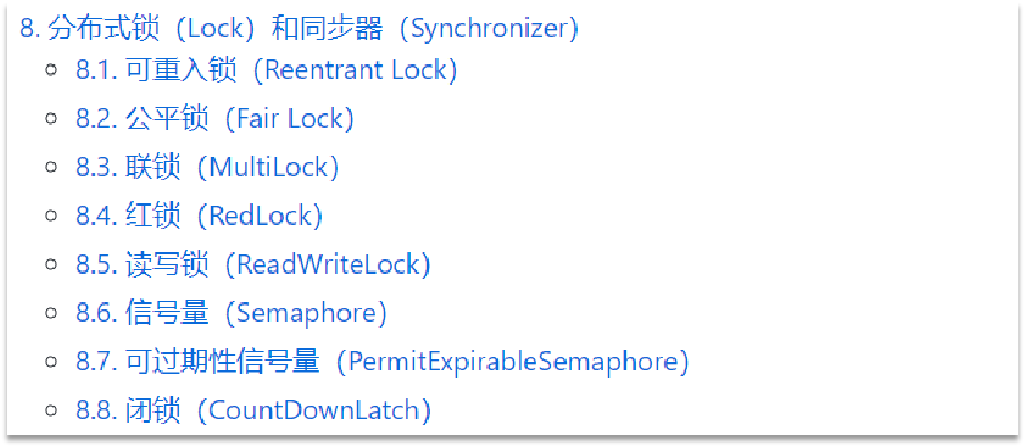 8. 分布式锁（Lock）和同步器（Synchronizer）
8.1. 可重入锁（Reentrant Lock）
8.2. 公平锁（Fair Lock）
8.3. 联锁（MultiLock）
8.4. 红锁（RedLock）
8.5. 读写锁（ReadWriteLock）
8.6. 信号量（Semaphore）
8.7. 可过期性信号量（PermitExpirableSemaphore）
8.8. 闭锁（CountDownLatch）